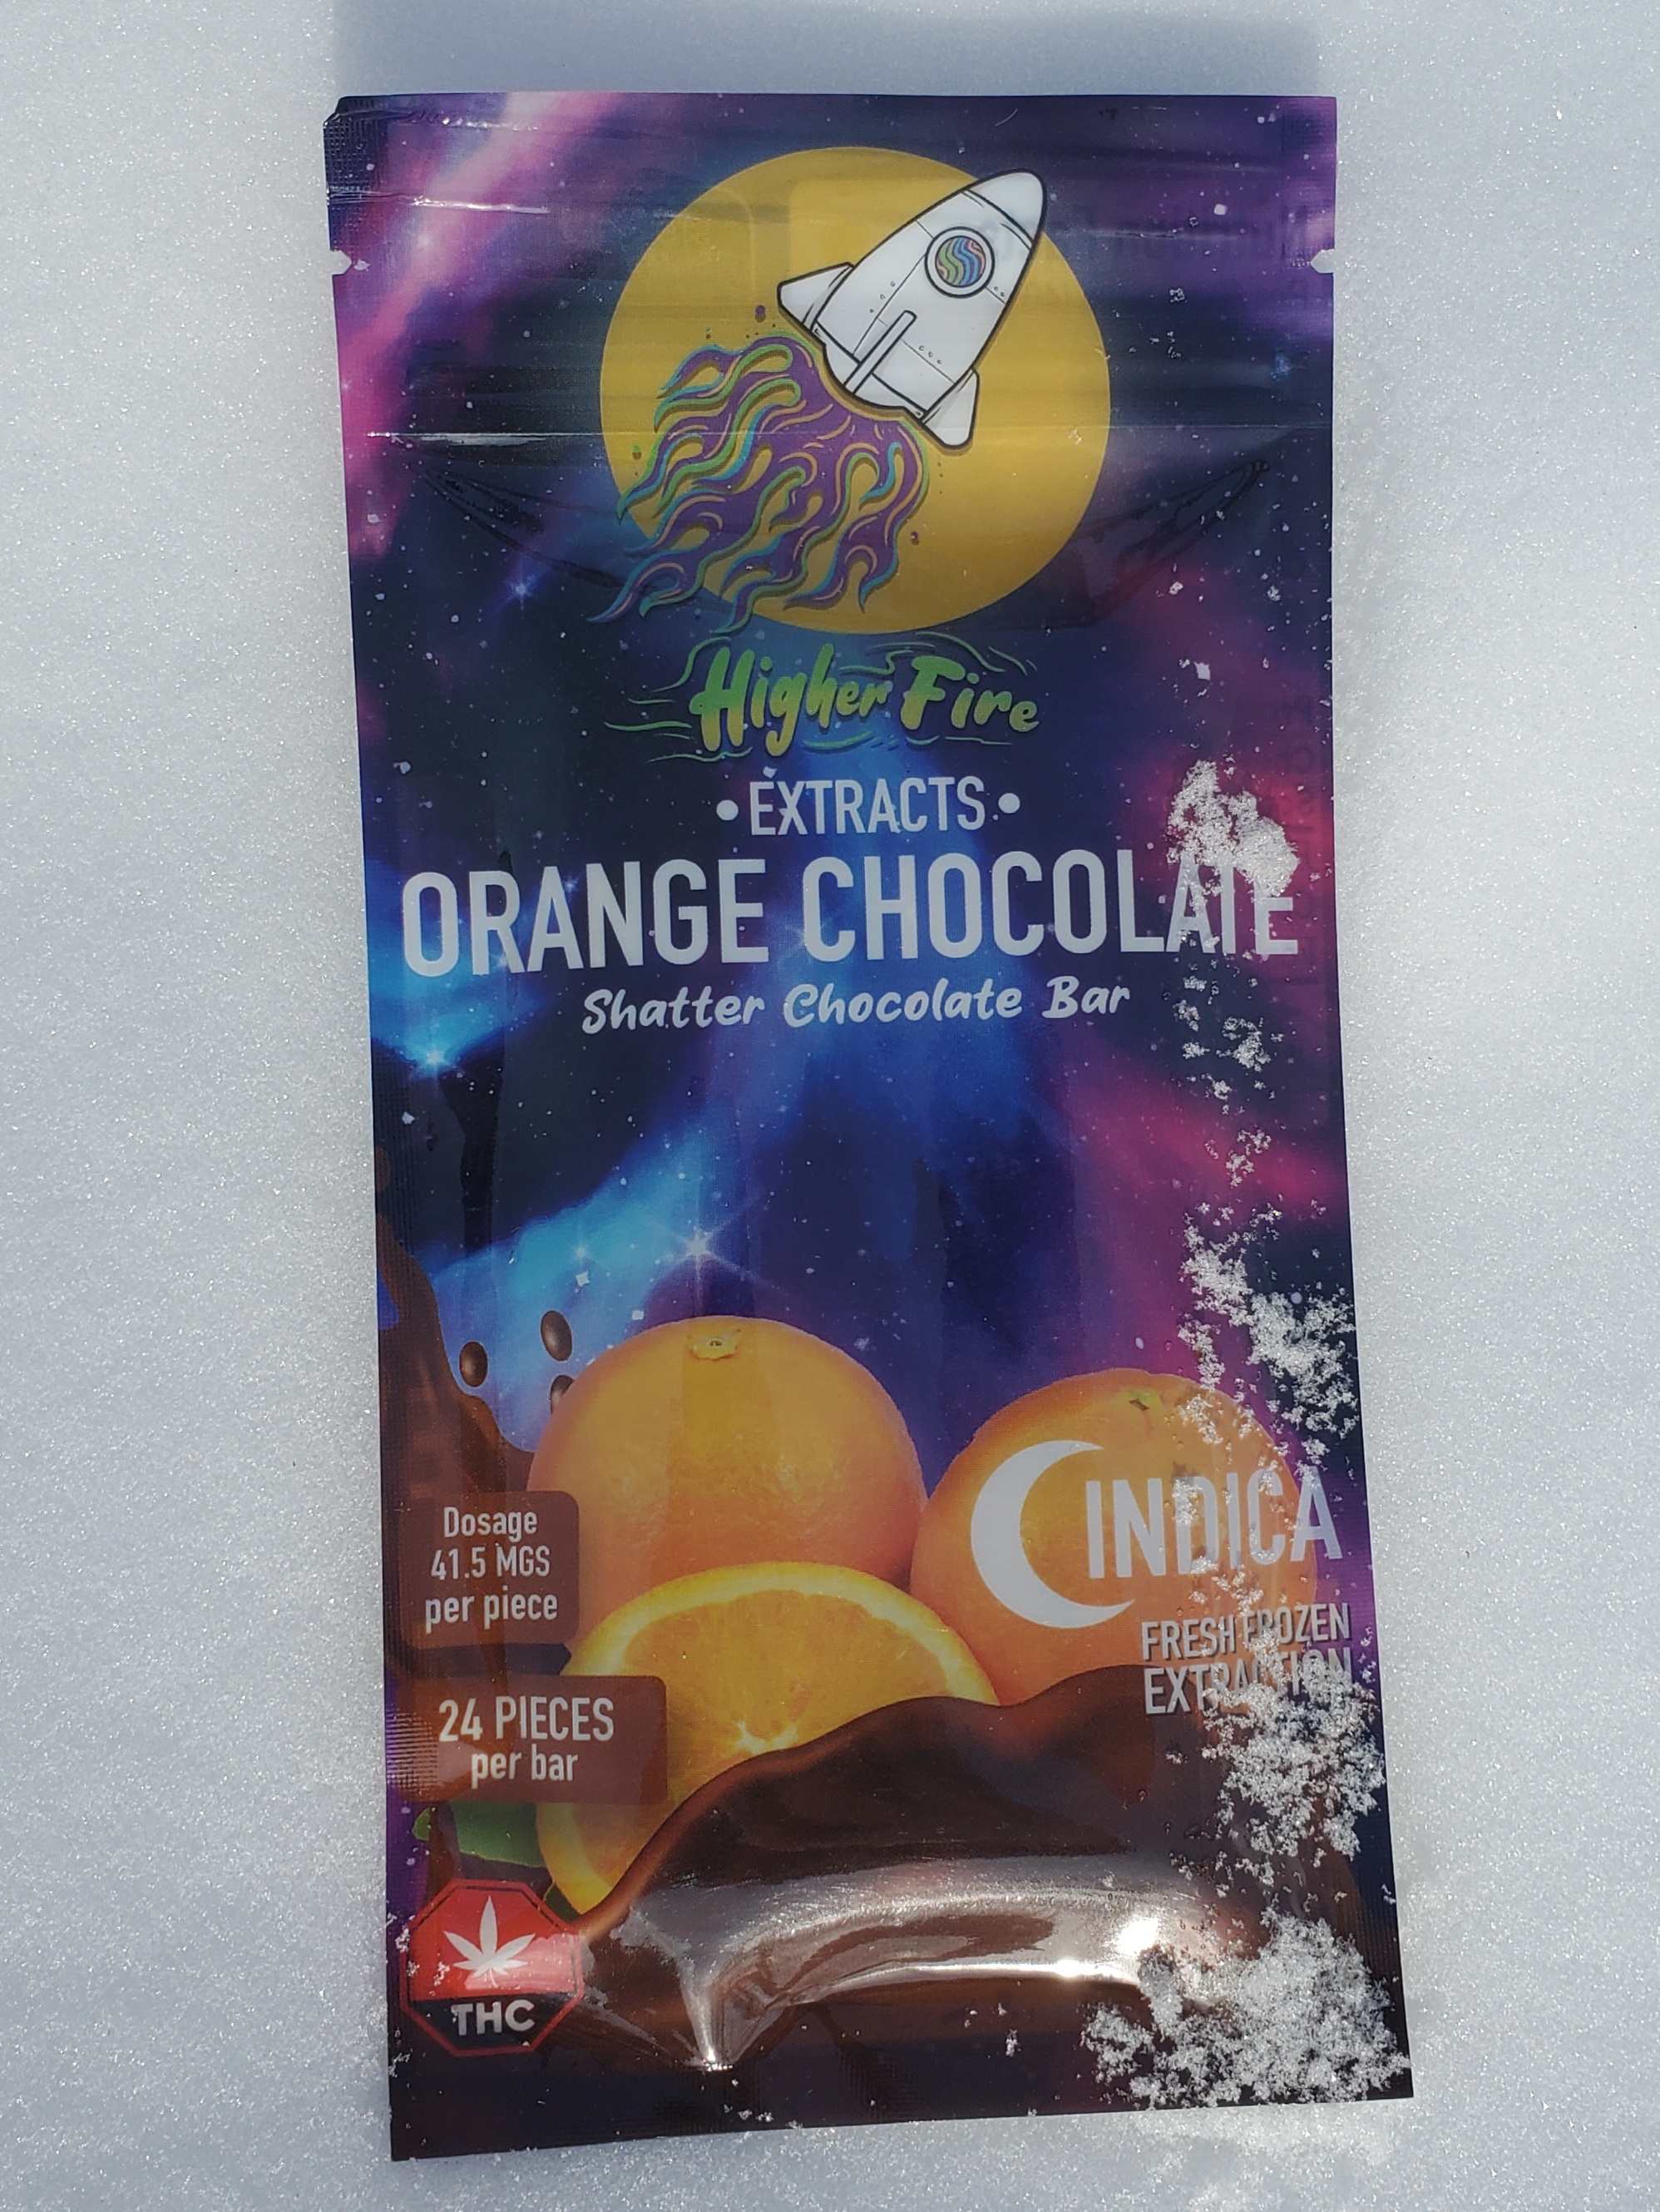 Higher Fire
•EXTRACTS•
ORANGE CHOCOLATE
Shatter Chocolate Bar
Dosage
41.5 MGS
per piece
24 PIECES
per bar
INDICA
FRESH FROZEN
EXTRACTION
THC